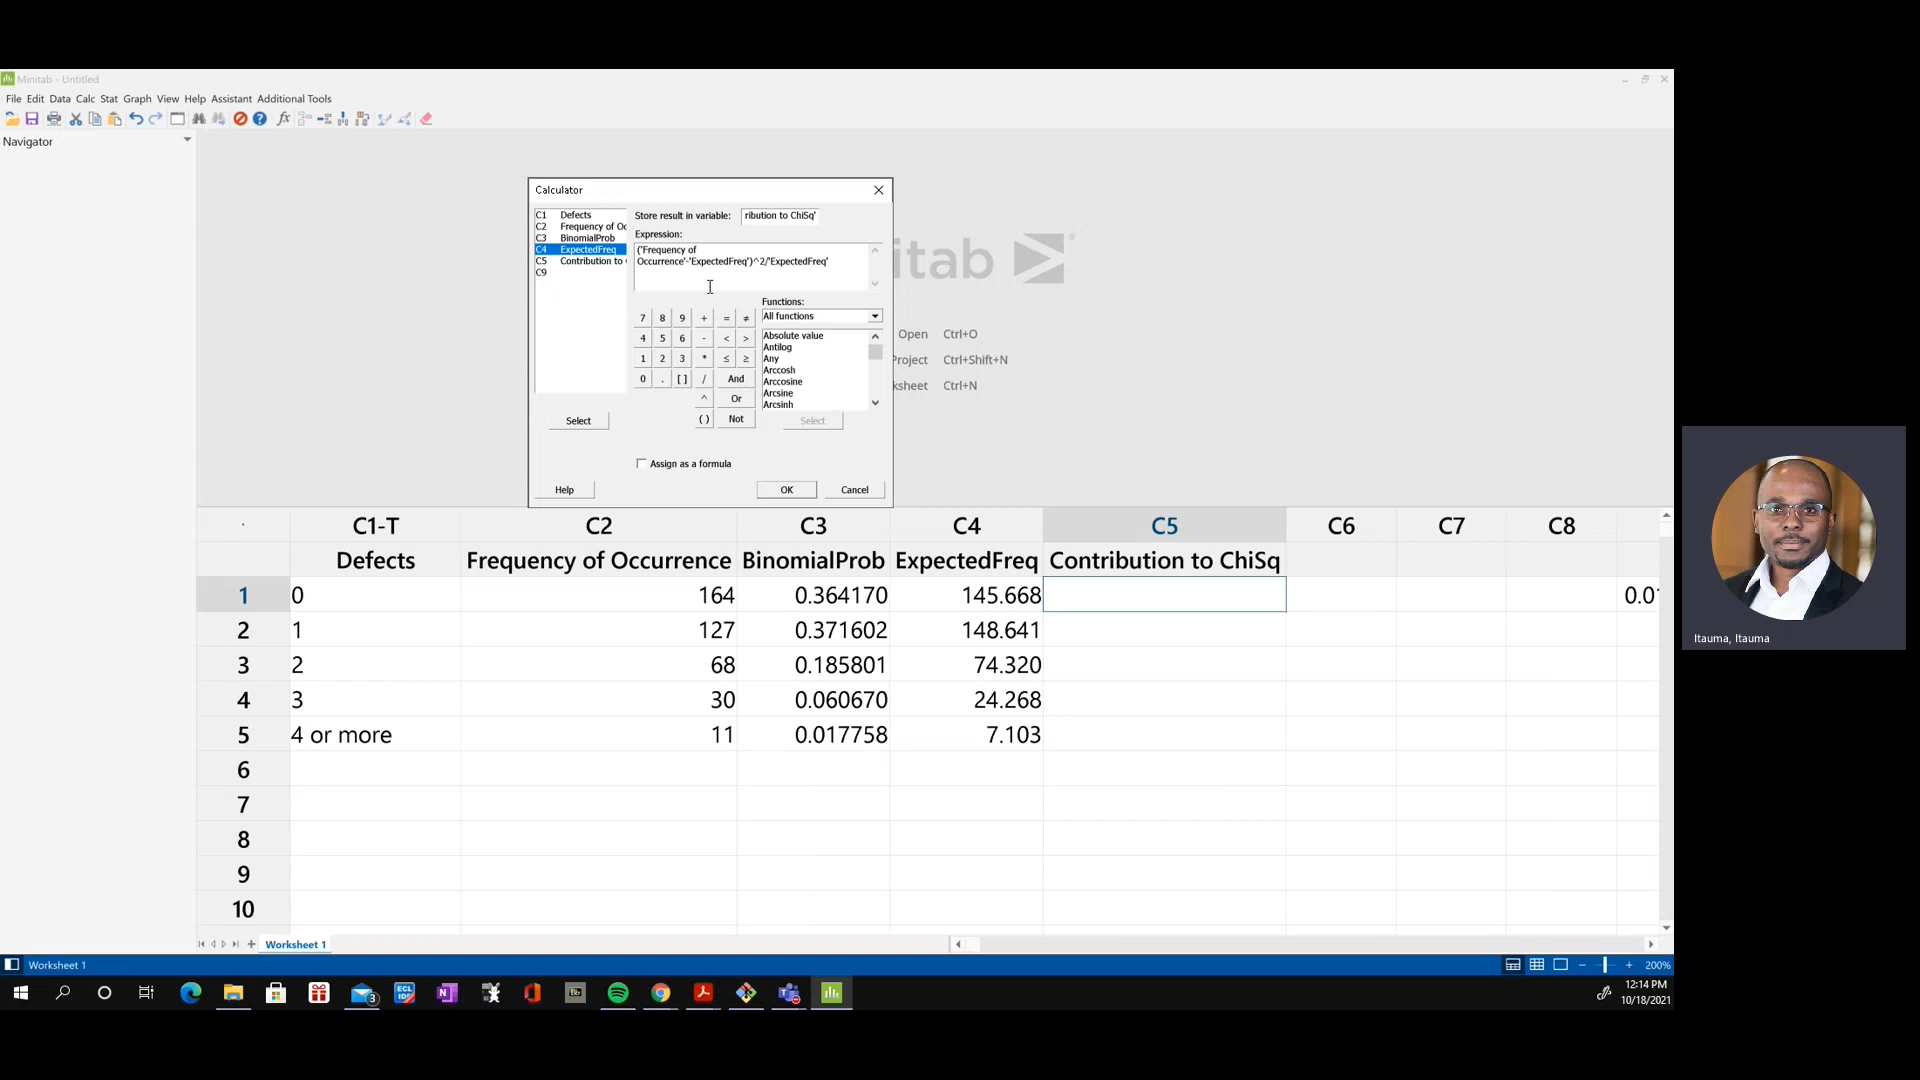 Minitab - Untitled
File Edit Data Calc Stat Graph View Help Assistant Additional Tools
Navigator
Calculator
C1 Defects
C2 Frequency of Oc
C3 BinomialProb
C4 ExpectedFreq
C5 Contribution to
C9
Store result in variable: ribution to ChiSq'
Expression:
('Frequency of
Occurrence'-'ExpectedFreq')^2/'ExpectedFreq'
Functions:
All functions
Absolute value
Antilog
Any
Arccosh
Arccosine
Arcsine
Arcsinh
7 8 9 + = ≠
4 5 6 - < >
1 2 3 * ≤ ≥
0 . [ ] / And
^ Or
( ) Not
Select
Select
Assign as a formula
Help OK Cancel
itab
Open Ctrl+O
Project Ctrl+Shift+N
ksheet Ctrl+N
C1-T C2 C3 C4 C5 C6 C7 C8
Defects Frequency of Occurrence BinomialProb ExpectedFreq Contribution to ChiSq
1 0 164 0.364170 145.668 0.01
2 1 127 0.371602 148.641
3 2 68 0.185801 74.320
4 3 30 0.060670 24.268
5 4 or more 11 0.017758 7.103
6
7
8
9
10
Worksheet 1
Worksheet 1
200%
12:14 PM
10/18/2021
Itauma, Itauma